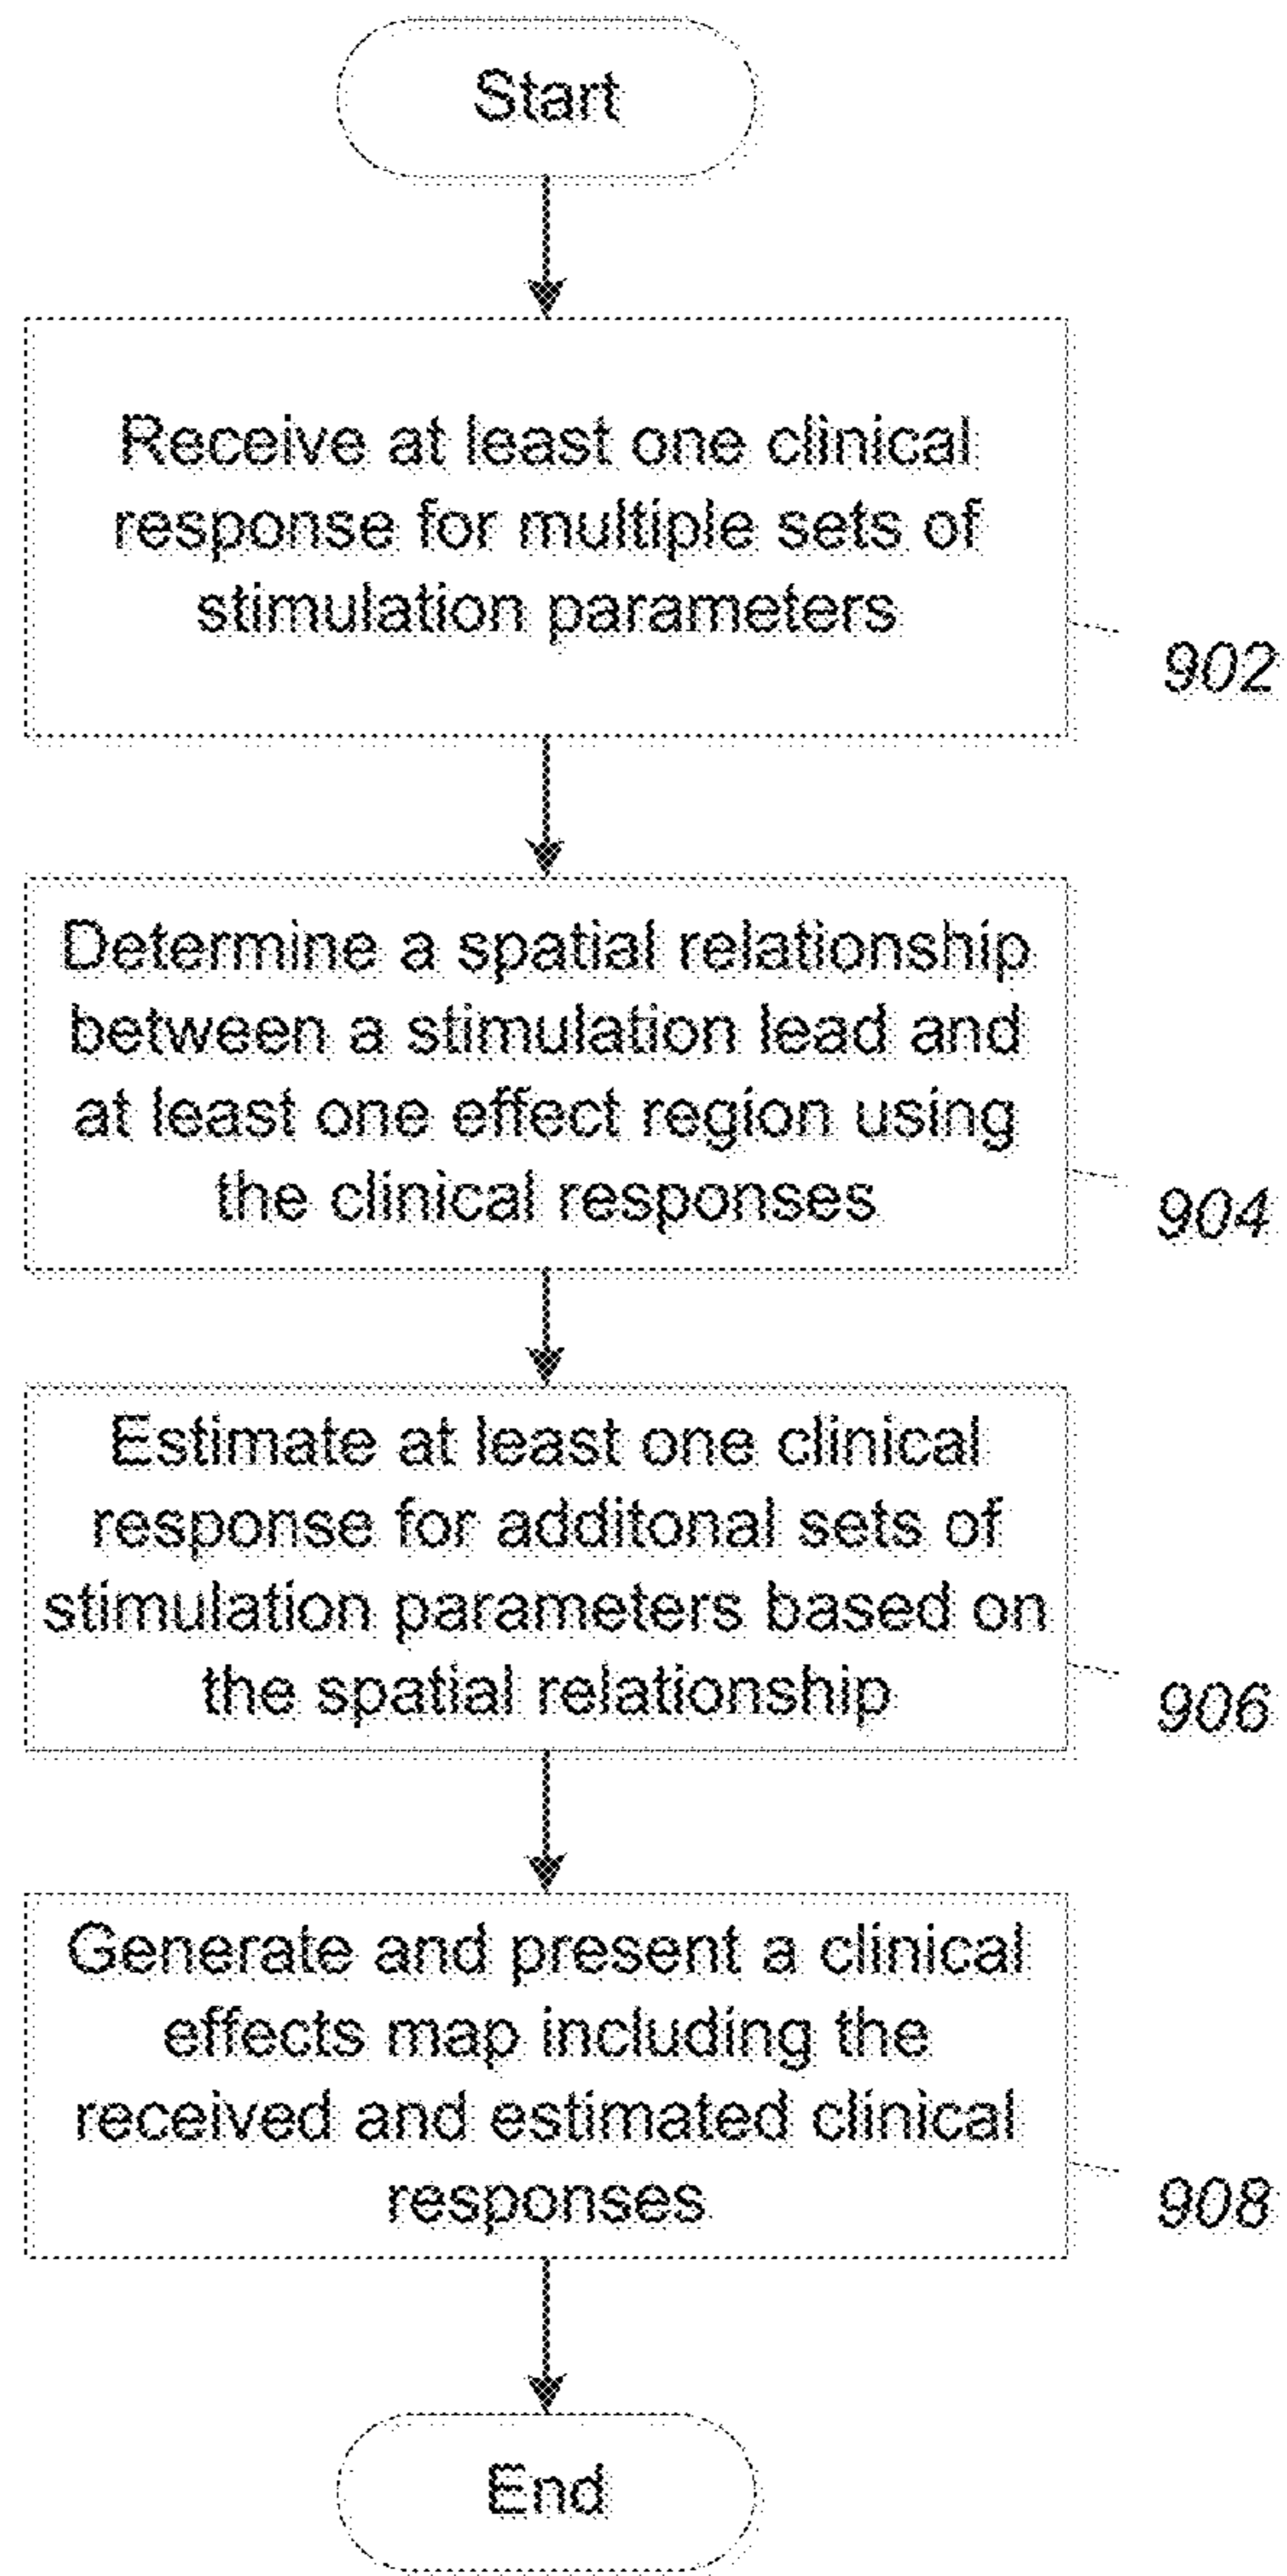 Start
Receive at least one clinical
response for multiple sets of
stimulation parameters
902
Determine a spatial relationship
between a stimulation lead and
at least one effect region using
the clinical responses
904
Estimate at least one clinical
response for additonal sets of
stimulation parameters based on
the spatial relationship
906
Generate and present a clinical
effects map including the
received and estimated clinical
responses
908
End